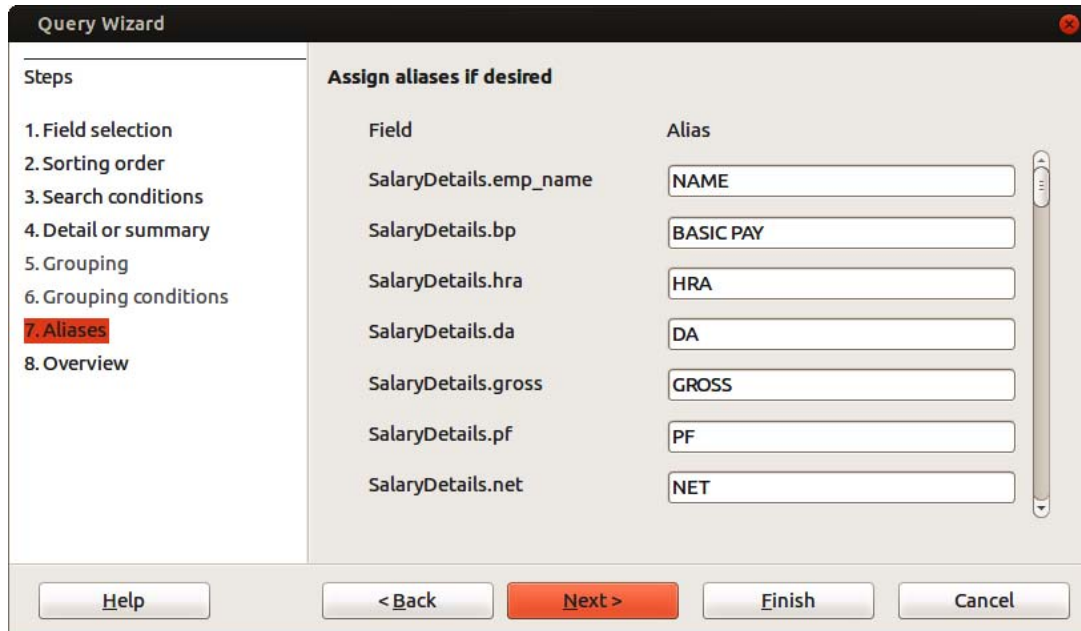 Query Wizard
Steps
1. Field selection
2. Sorting order
3. Search conditions
4. Detail or summary
5. Grouping
6. Grouping conditions
7. Aliases
8. Overview
Assign aliases if desired
Field Alias
SalaryDetails.emp_name NAME
SalaryDetails.bp BASIC PAY
SalaryDetails.hra HRA
SalaryDetails.da DA
SalaryDetails.gross GROSS
SalaryDetails.pf PF
SalaryDetails.net NET
Help < Back Next > Finish Cancel